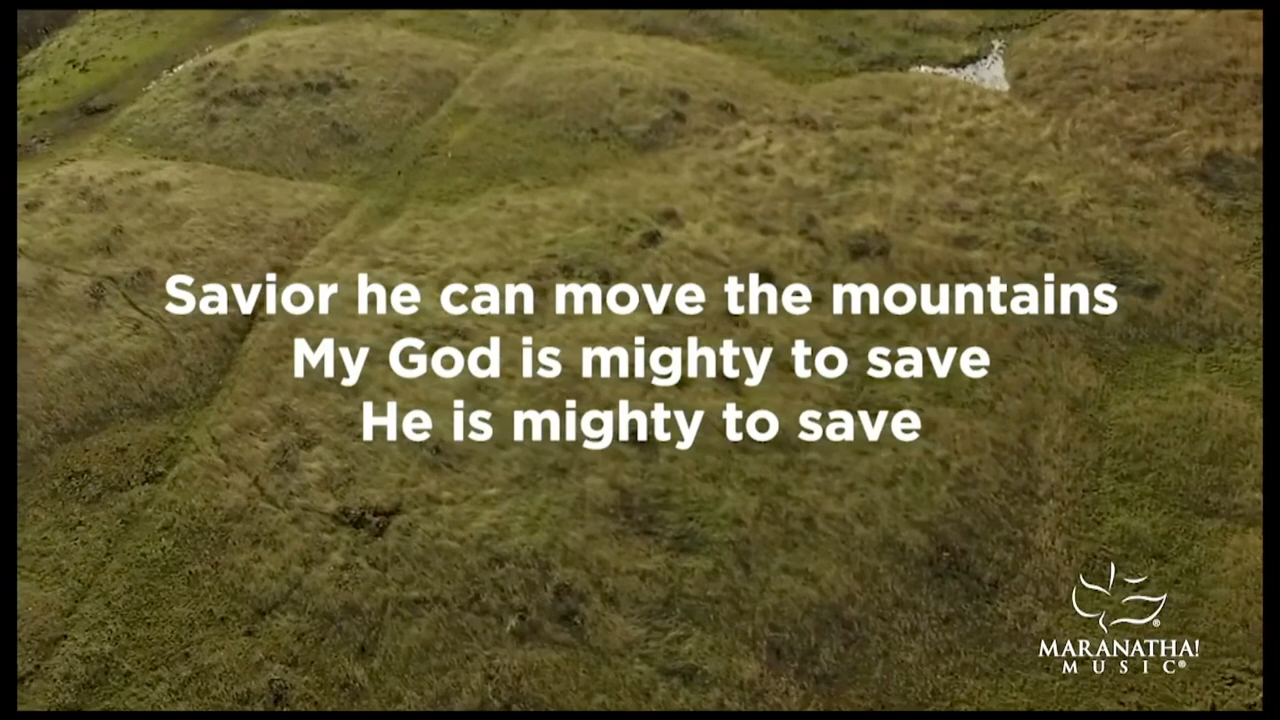 Savior he can move the mountains
My God is mighty to save
He is mighty to save
MARANATHA!
MUSIC®